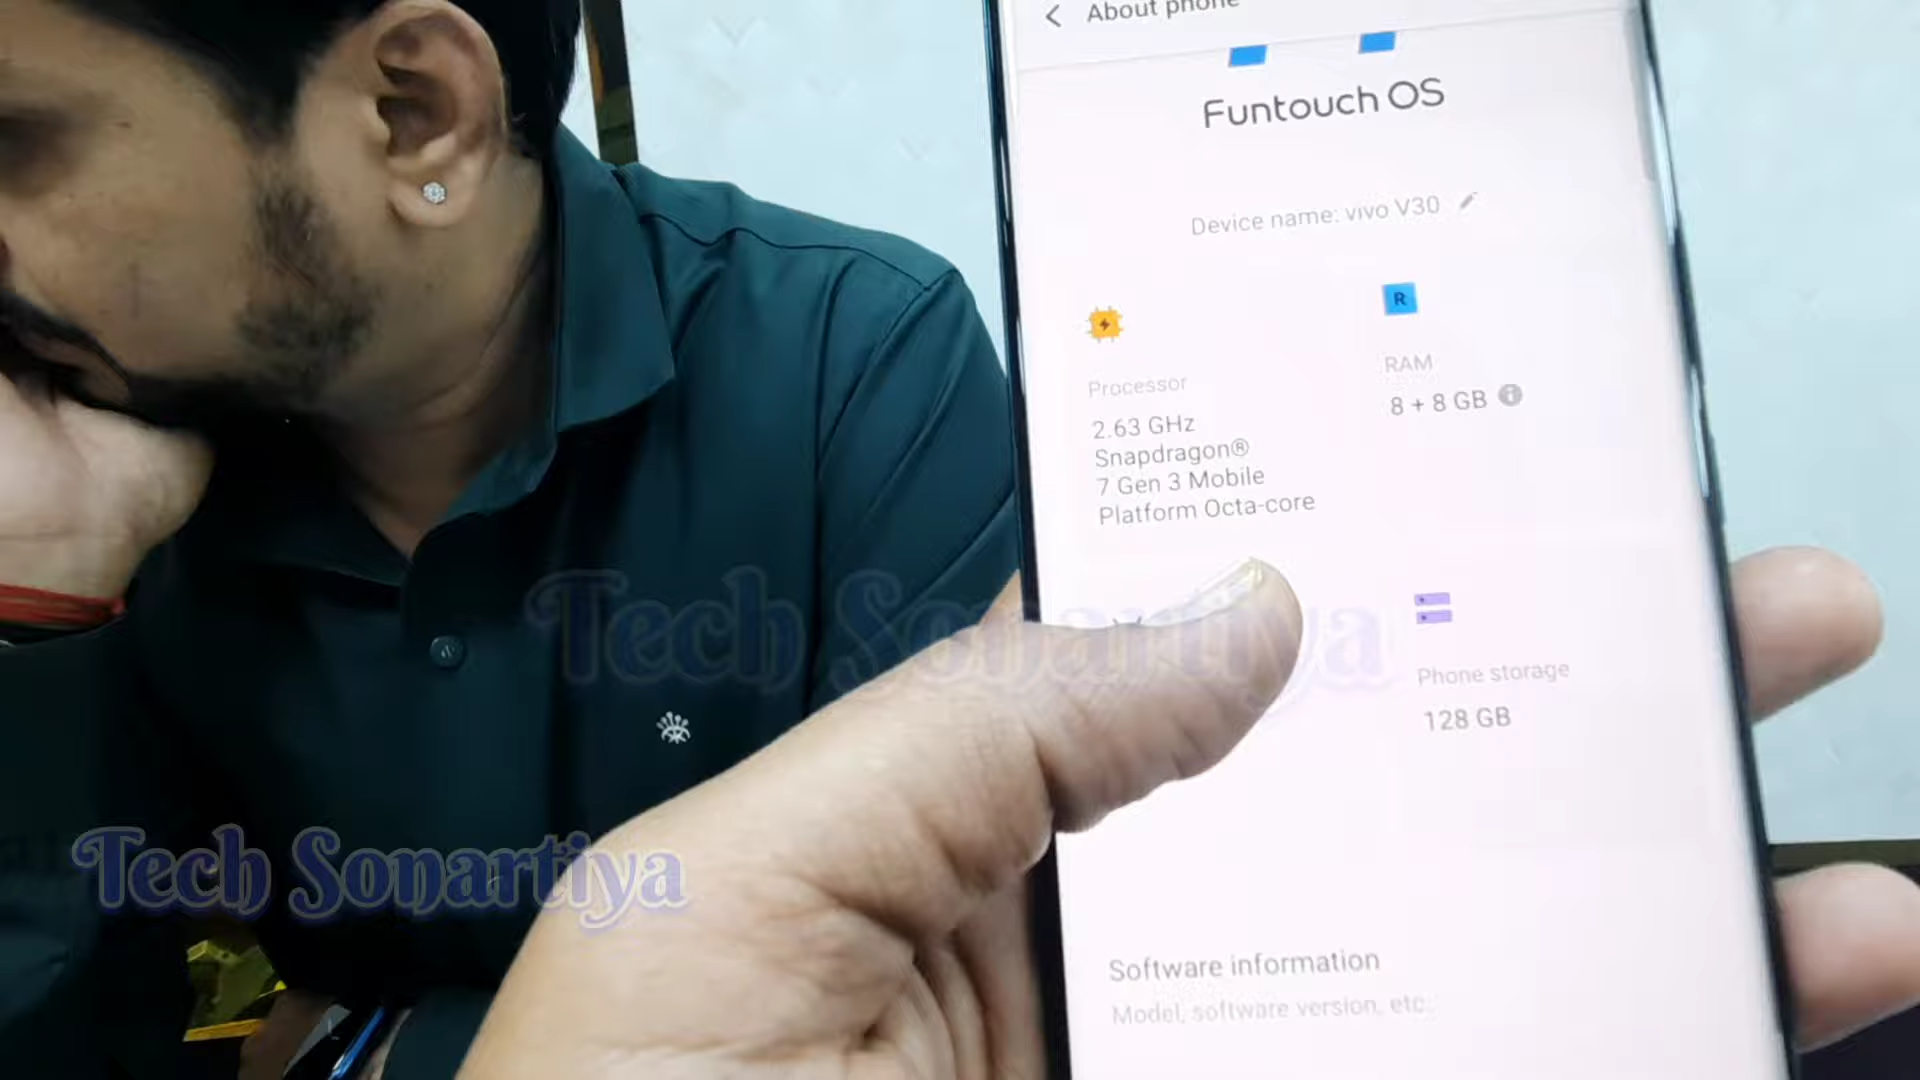 About phone
Funtouch OS
Device name: vivo V30
R
RAM
8 + 8 GB
Processor
2.63 GHz
Snapdragon®
7 Gen 3 Mobile
Platform Octa-core
Tech Sonartiya
Phone storage
128 GB
Tech Sonartiya
Software information
Model, software version, etc.